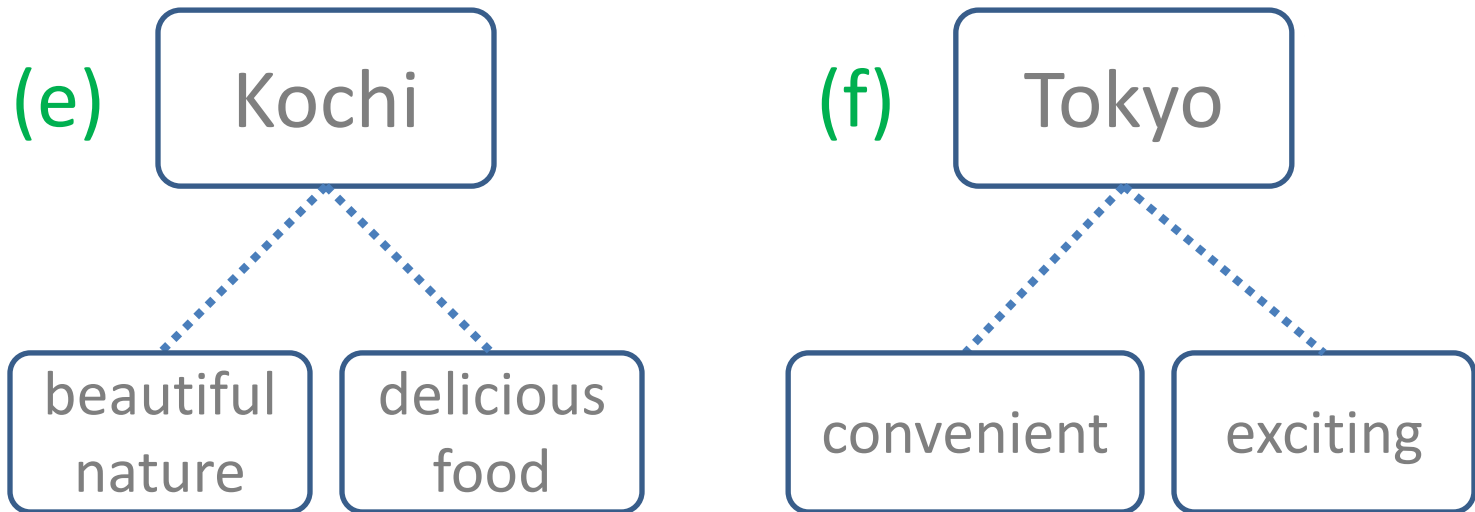 (e)
Kochi
beautiful
nature
delicious
food
(f)
Tokyo
convenient
exciting